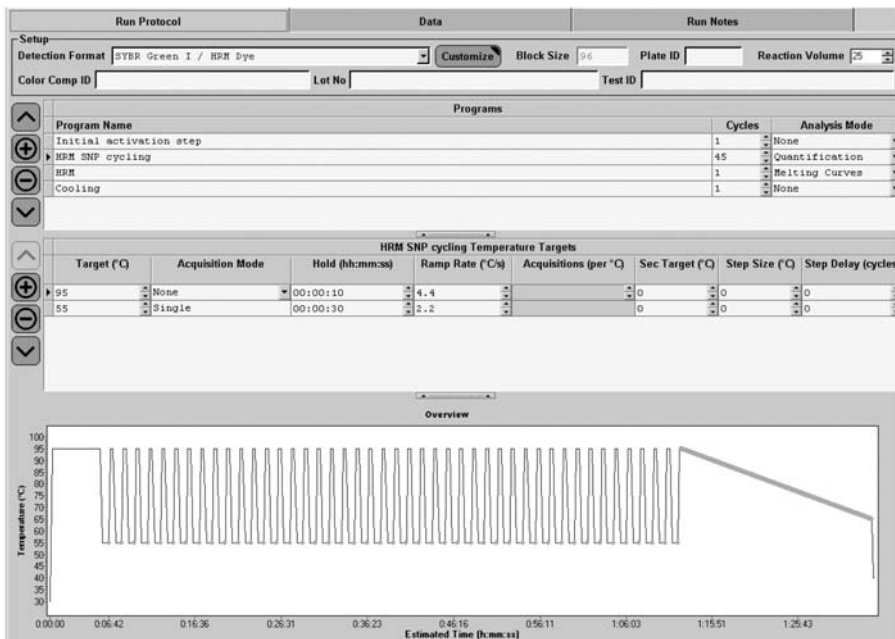 Run Protocol Data Run Notes
Setup
Detection Format SYBR Green I / HRM Dye Customize Block Size 96 Plate ID Reaction Volume 25
Color Comp ID Lot No Test ID
Programs
Program Name Cycles Analysis Mode
Initial activation step 1 None
HRM SNP cycling 45 Quantification
HRM 1 Melting Curves
Cooling 1 None
HRM SNP cycling Temperature Targets
Target (°C) Acquisition Mode Hold (hh:mm:ss) Ramp Rate (°C/s) Acquisitions (per °C) Sec Target (°C) Step Size (°C) Step Delay (cycles
95 None 00:00:10 4.4 0 0 0
55 Single 00:00:30 2.2 0 0 0
Overview
Temperature (°C)
100
95
90
85
80
75
70
65
60
55
50
45
40
35
30
0:00:00 0:06:42 0:16:36 0:26:31 0:36:23 0:46:16 0:56:11 1:06:03 1:15:51 1:25:43
Estimated Time (h:mm:ss)